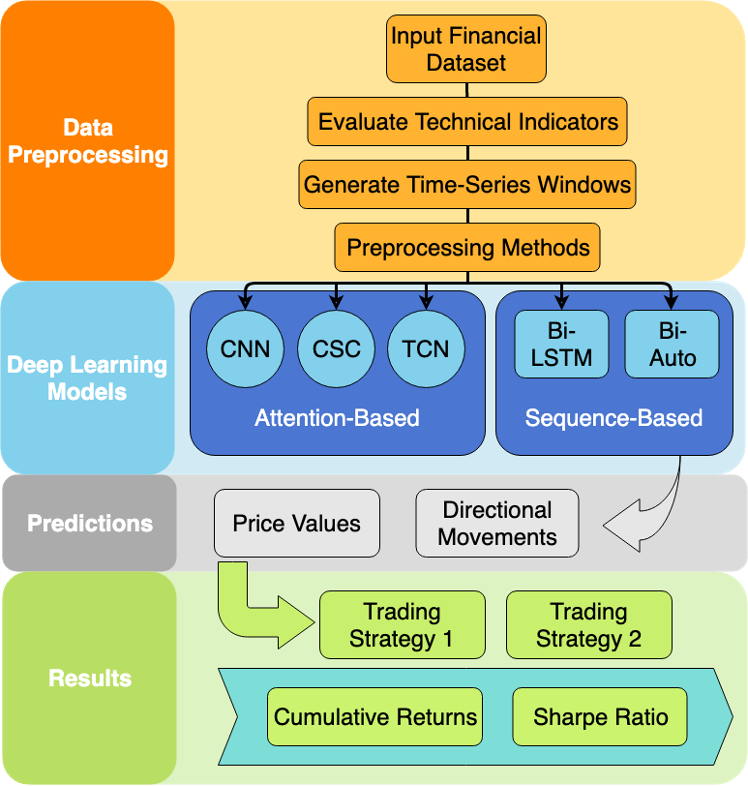 Input Financial
Dataset
Data
Preprocessing
Evaluate Technical Indicators
Generate Time-Series Windows
Preprocessing Methods
Deep Learning
Models
CNN
CSC
TCN
Attention-Based
Bi-
LSTM
Bi-
Auto
Sequence-Based
Predictions
Price Values
Directional
Movements
Results
Trading
Strategy 1
Trading
Strategy 2
Cumulative Returns
Sharpe Ratio